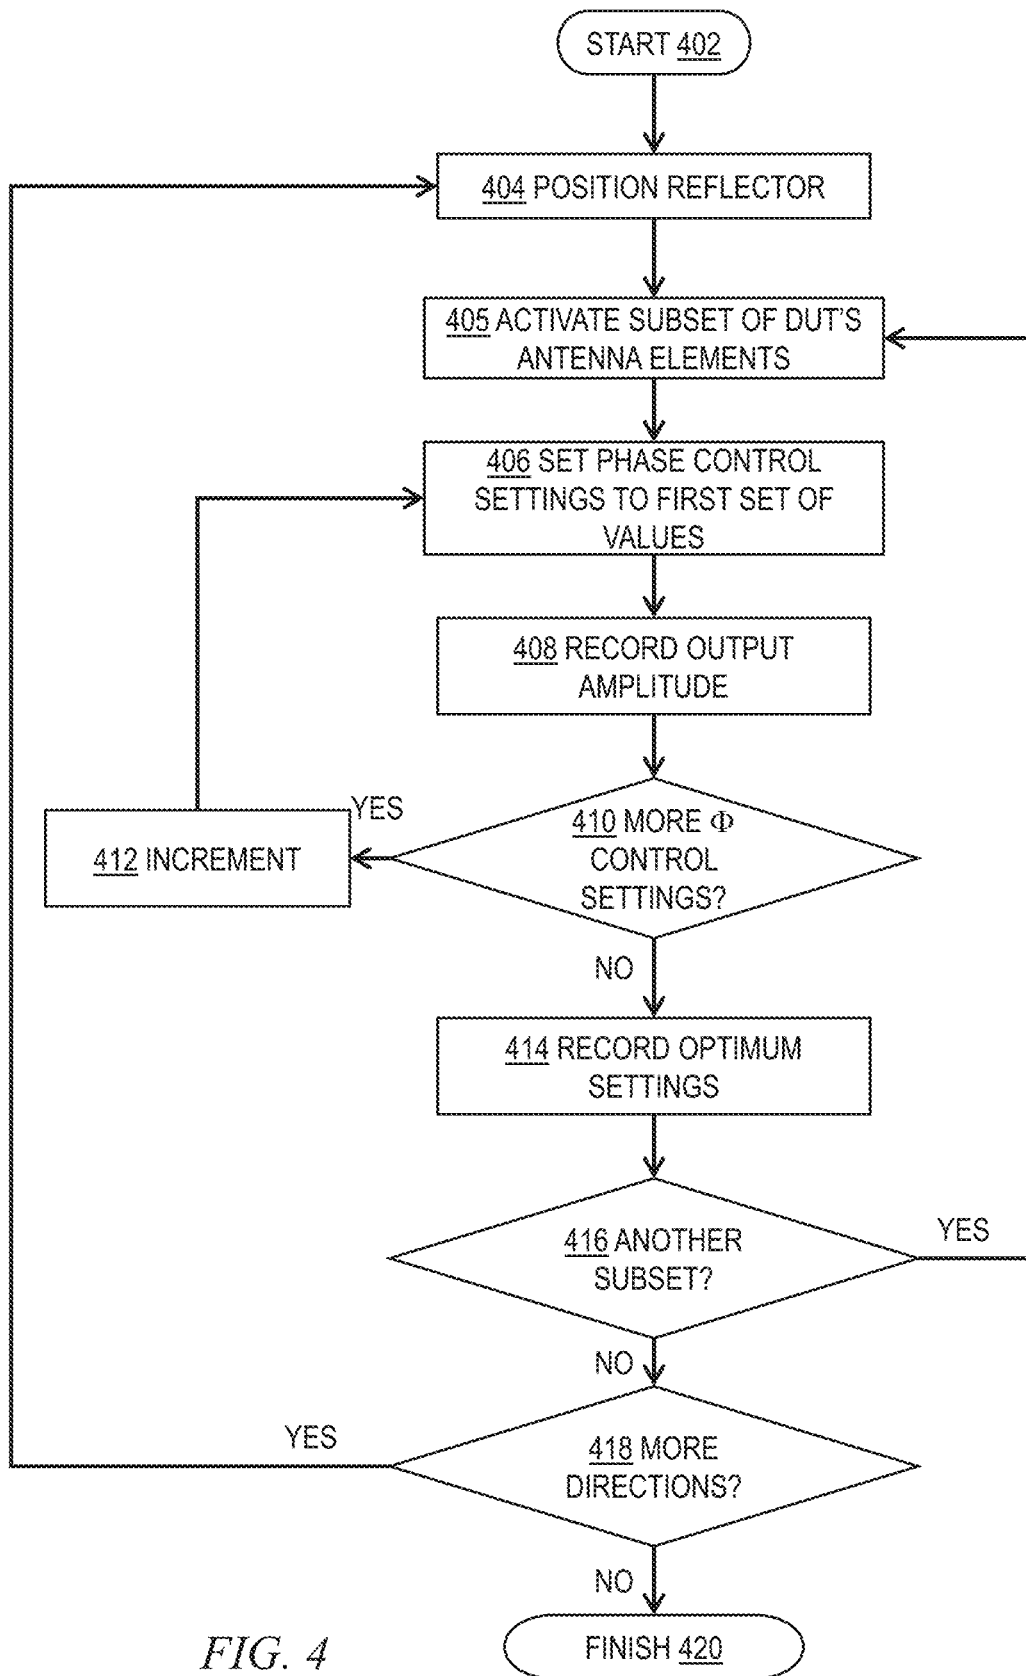 START 402
404 POSITION REFLECTOR
405 ACTIVATE SUBSET OF DUT'S
ANTENNA ELEMENTS
406 SET PHASE CONTROL
SETTINGS TO FIRST SET OF
VALUES
408 RECORD OUTPUT
AMPLITUDE
410 MORE Φ
CONTROL
SETTINGS?
YES
412 INCREMENT
NO
414 RECORD OPTIMUM
SETTINGS
416 ANOTHER
SUBSET?
YES
NO
418 MORE
DIRECTIONS?
YES
NO
FINISH 420
FIG. 4